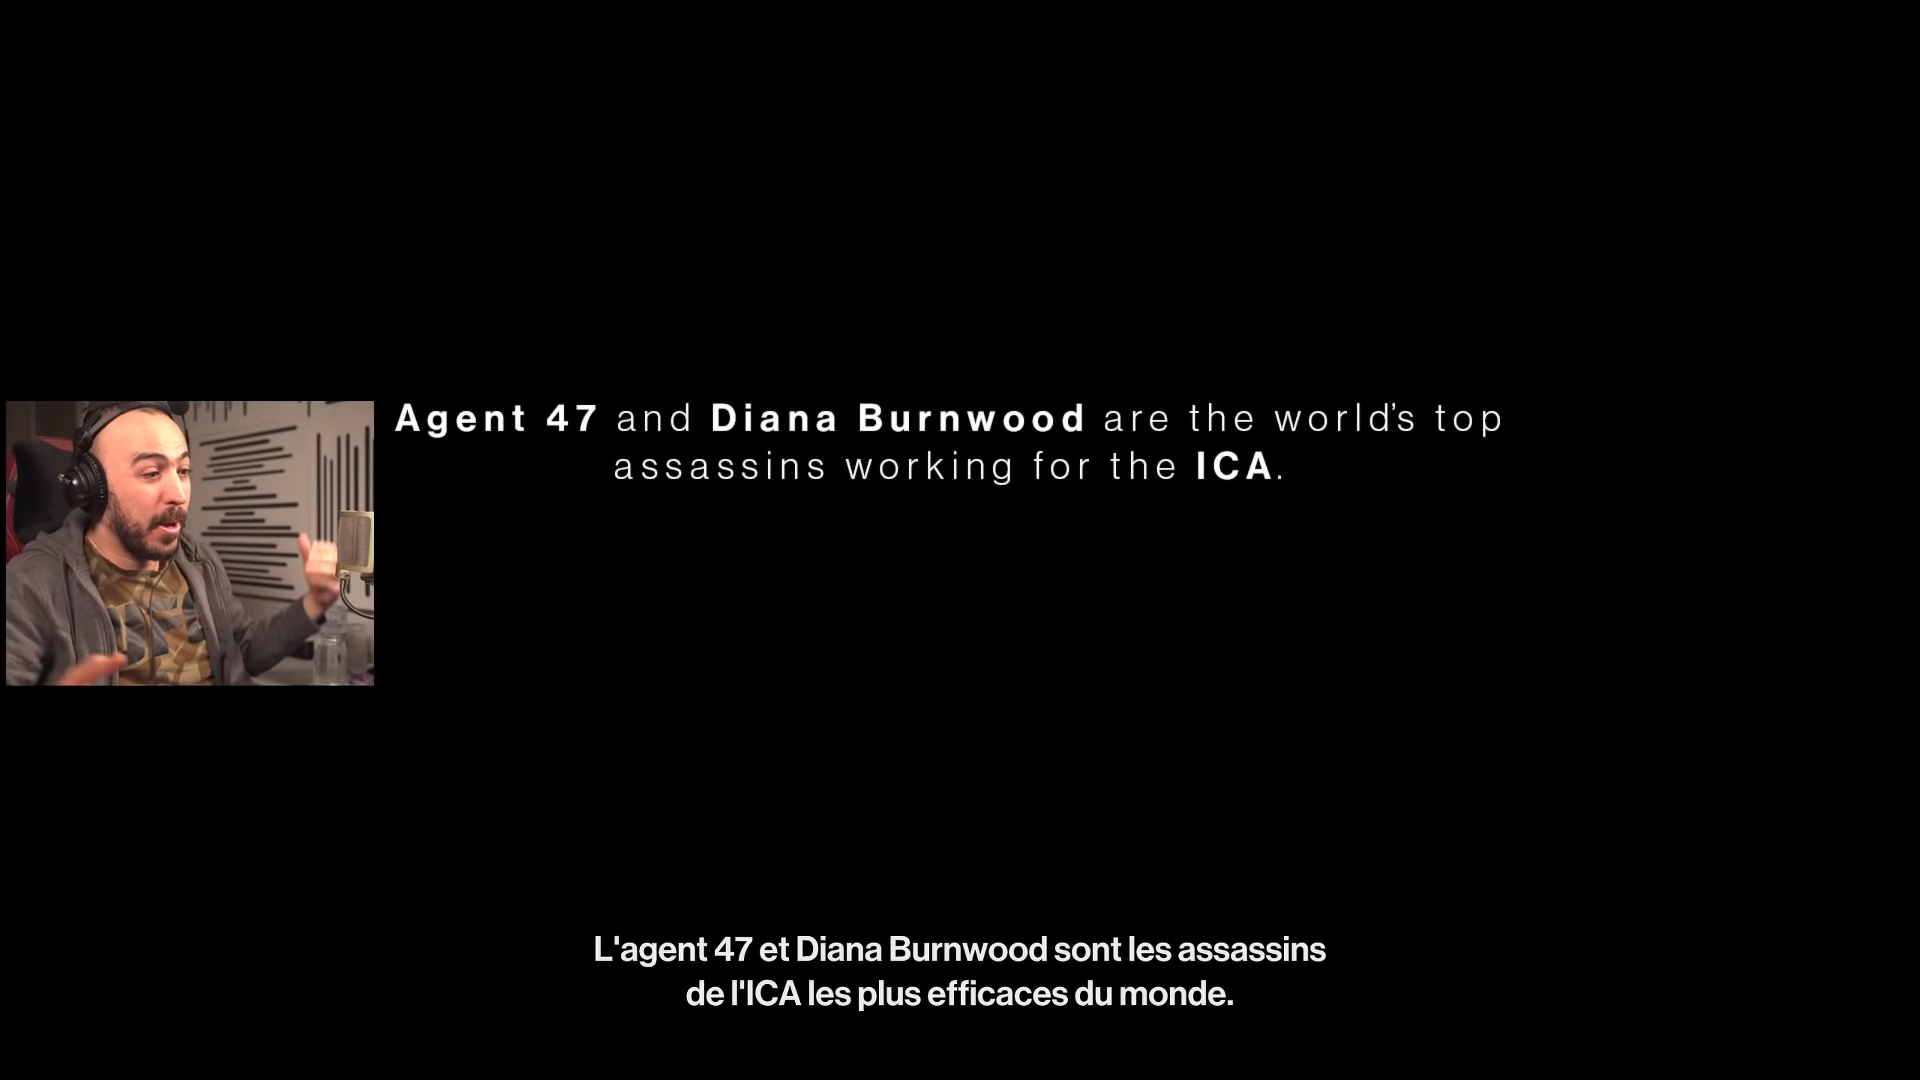 Agent 47 and Diana Burnwood are the world’s top
assassins working for the ICA.
L'agent 47 et Diana Burnwood sont les assassins
de l'ICA les plus efficaces du monde.